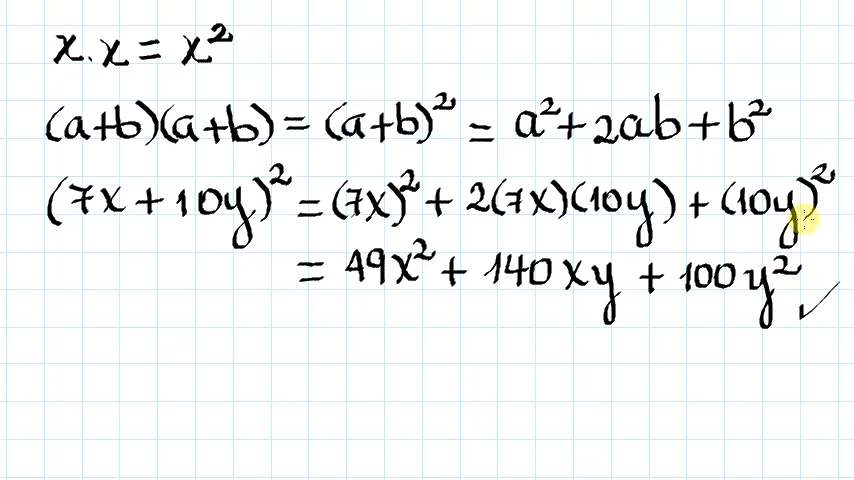 x.x = x²
(a+b)(a+b) = (a+b)² = a²+2ab+b²
(7x+10y)² = (7x)² + 2(7x)(10y) + (10y)²
= 49x² + 140xy + 100y² ✓